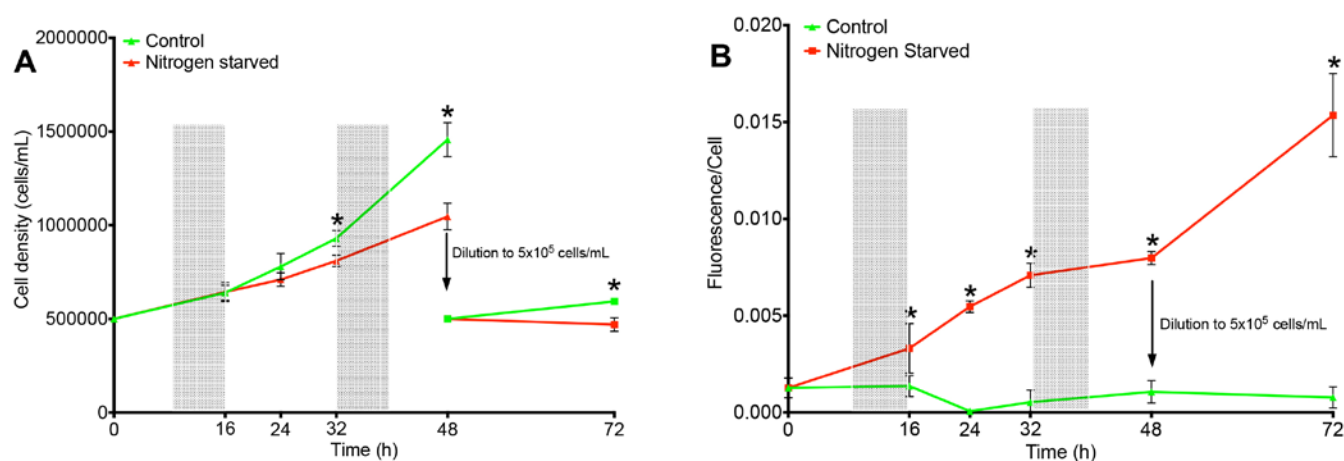 A
Control
Nitrogen starved
Cell density (cells/mL)
2000000
1500000
1000000
500000
0
*
*
*
Dilution to 5x10⁵ cells/mL
0 16 24 32 48 72
Time (h)
B
Control
Nitrogen Starved
Fluorescence/Cell
0.020
0.015
0.010
0.005
0.000
*
*
*
*
*
Dilution to 5x10⁵ cells/mL
0 16 24 32 48 72
Time (h)